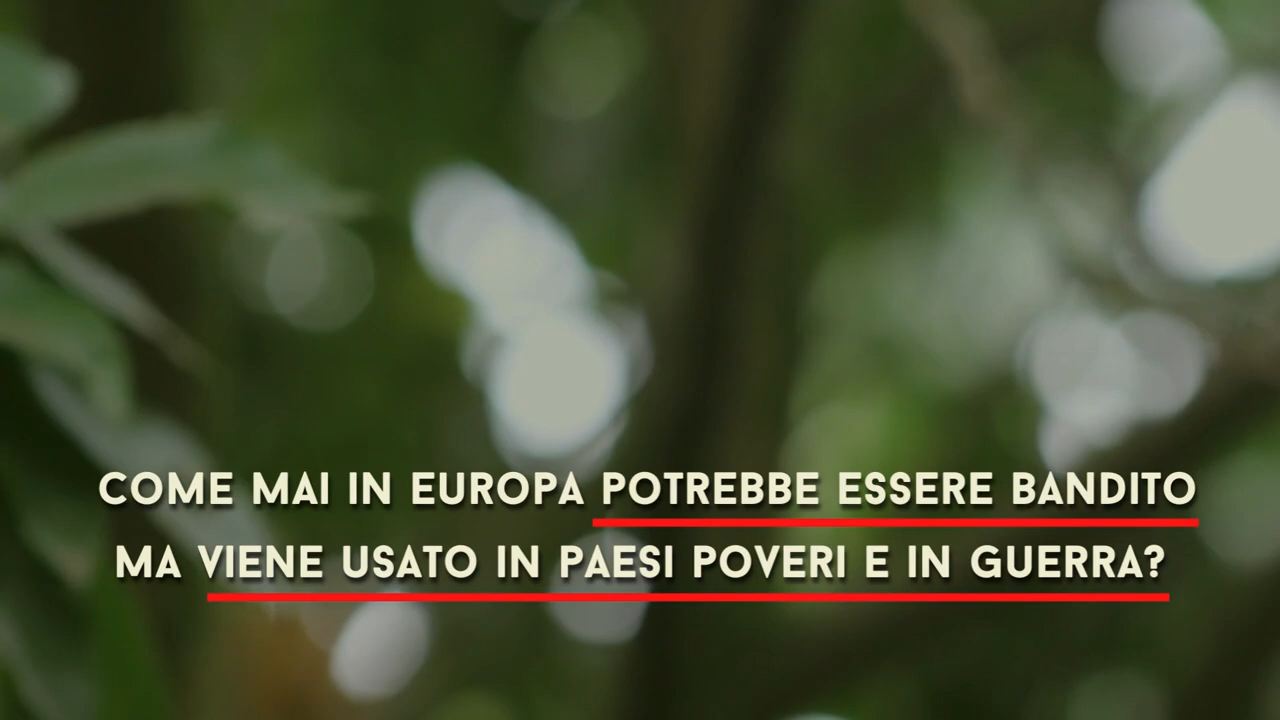 COME MAI IN EUROPA POTREBBE ESSERE BANDITO
MA VIENE USATO IN PAESI POVERI E IN GUERRA?